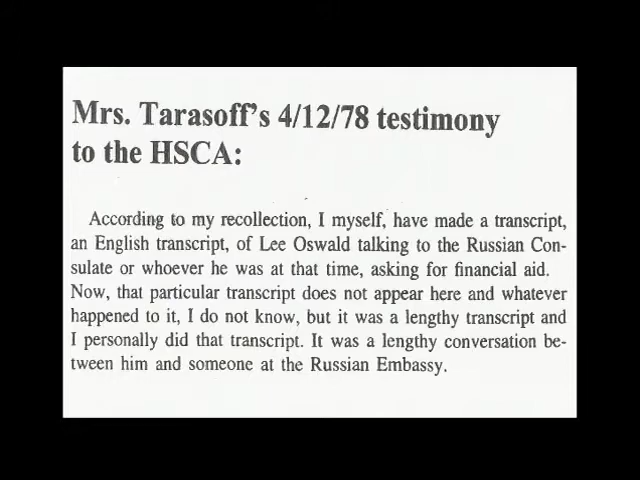 Mrs. Tarasoff's 4/12/78 testimony
to the HSCA:
According to my recollection, I myself, have made a transcript,
an English transcript, of Lee Oswald talking to the Russian Con-
sulate or whoever he was at that time, asking for financial aid.
Now, that particular transcript does not appear here and whatever
happened to it, I do not know, but it was a lengthy transcript and
I personally did that transcript. It was a lengthy conversation be-
tween him and someone at the Russian Embassy.